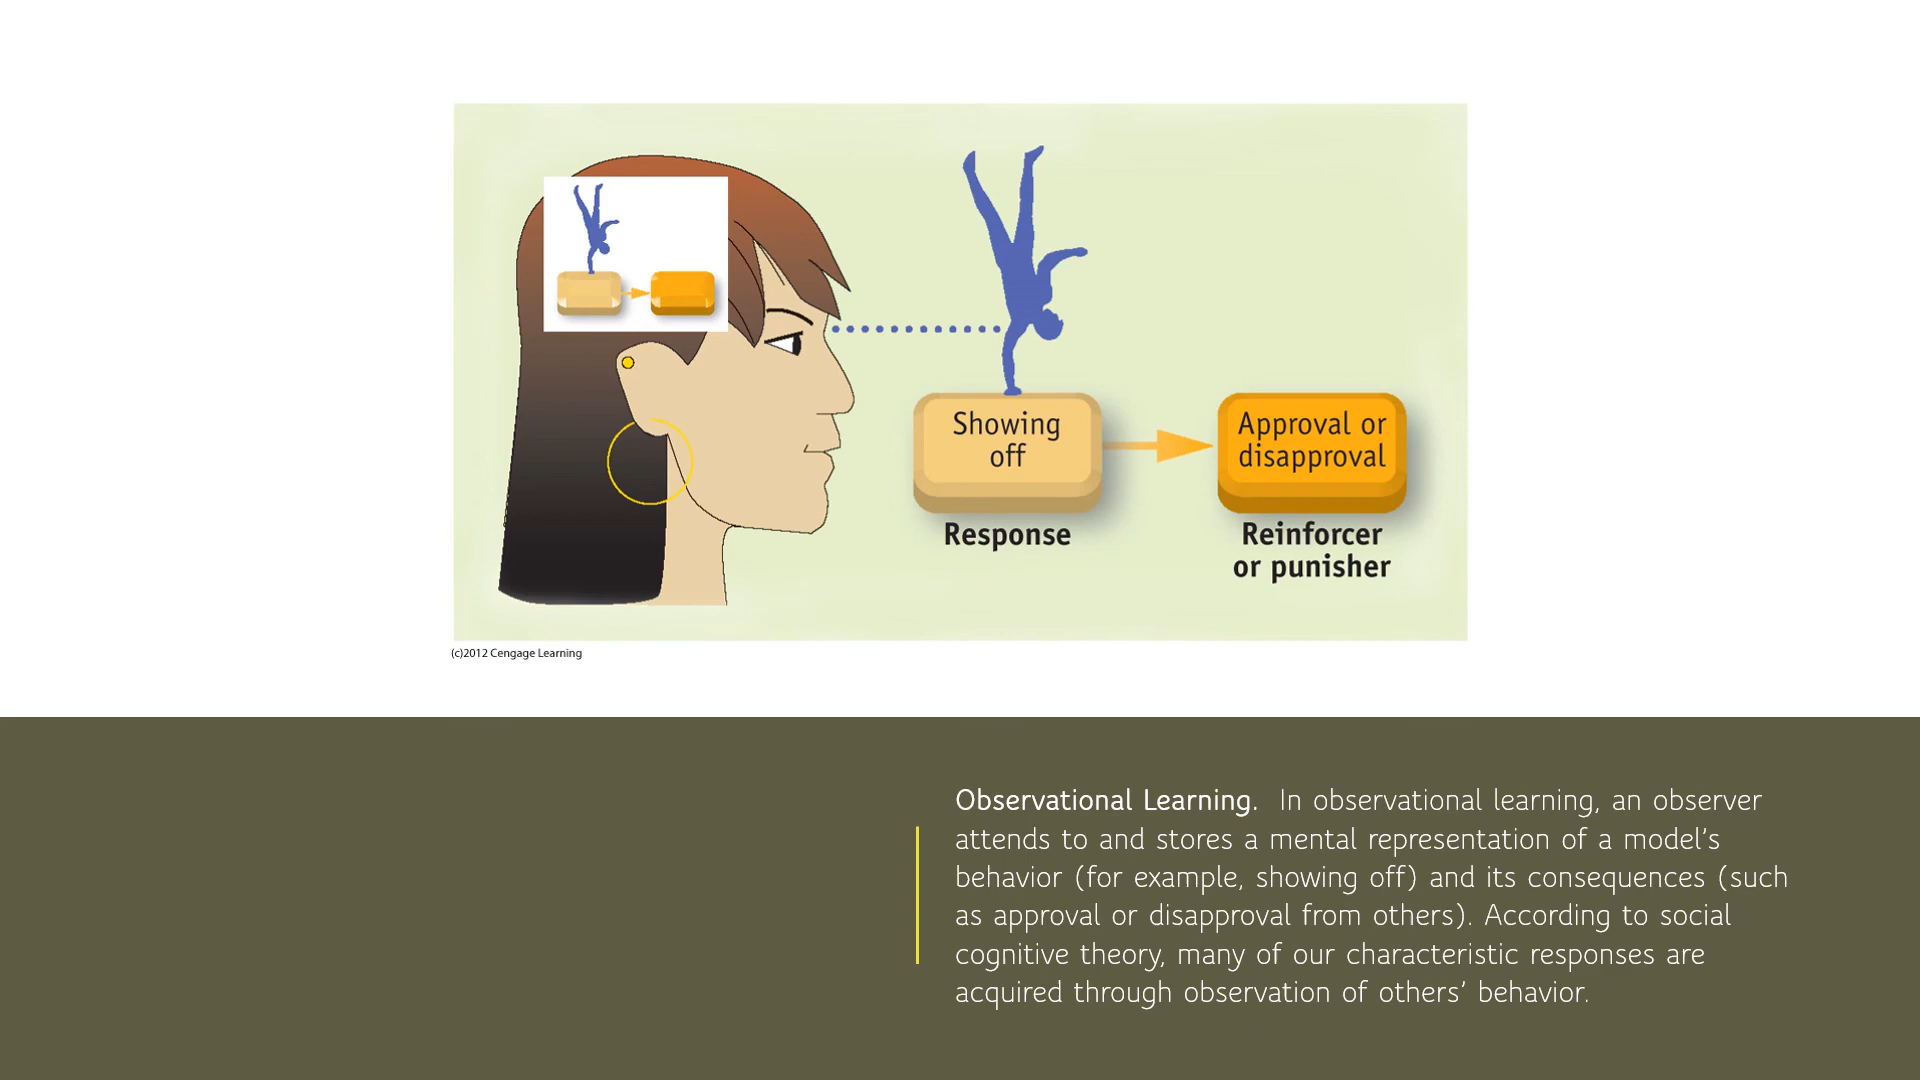 Showing
off
Approval or
disapproval
Response
Reinforcer
or punisher
(c)2012 Cengage Learning
Observational Learning. In observational learning, an observer
attends to and stores a mental representation of a model’s
behavior (for example, showing off) and its consequences (such
as approval or disapproval from others). According to social
cognitive theory, many of our characteristic responses are
acquired through observation of others’ behavior.